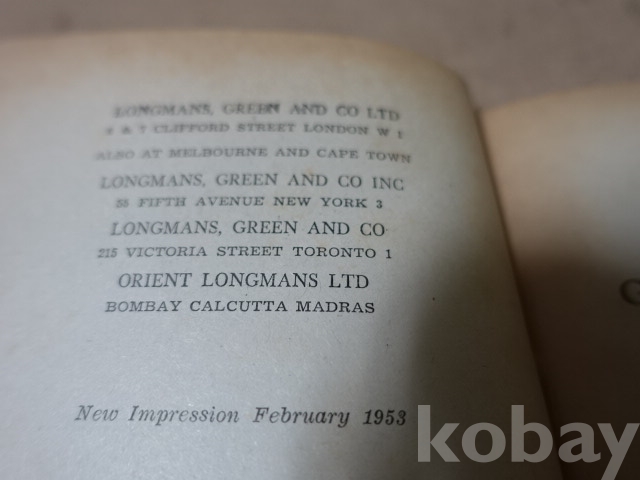 LONGMANS, GREEN AND CO LTD
6 & 7 CLIFFORD STREET LONDON W 1
ALSO AT MELBOURNE AND CAPE TOWN
LONGMANS, GREEN AND CO INC
55 FIFTH AVENUE NEW YORK 3
LONGMANS, GREEN AND CO
215 VICTORIA STREET TORONTO 1
ORIENT LONGMANS LTD
BOMBAY CALCUTTA MADRAS
New Impression February 1953
kobay